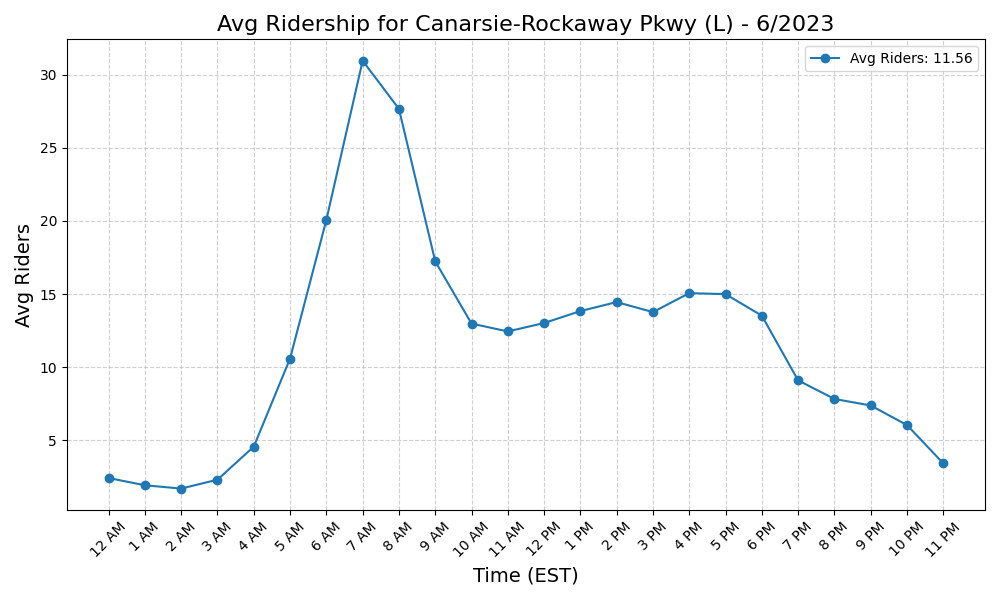 Avg Ridership for Canarsie-Rockaway Pkwy (L) - 6/2023
Avg Riders: 11.56
Avg Riders
30
25
20
15
10
5
12 AM
1 AM
2 AM
3 AM
4 AM
5 AM
6 AM
7 AM
8 AM
9 AM
10 AM
11 AM
12 PM
1 PM
2 PM
3 PM
4 PM
5 PM
6 PM
7 PM
8 PM
9 PM
10 PM
11 PM
Time (EST)